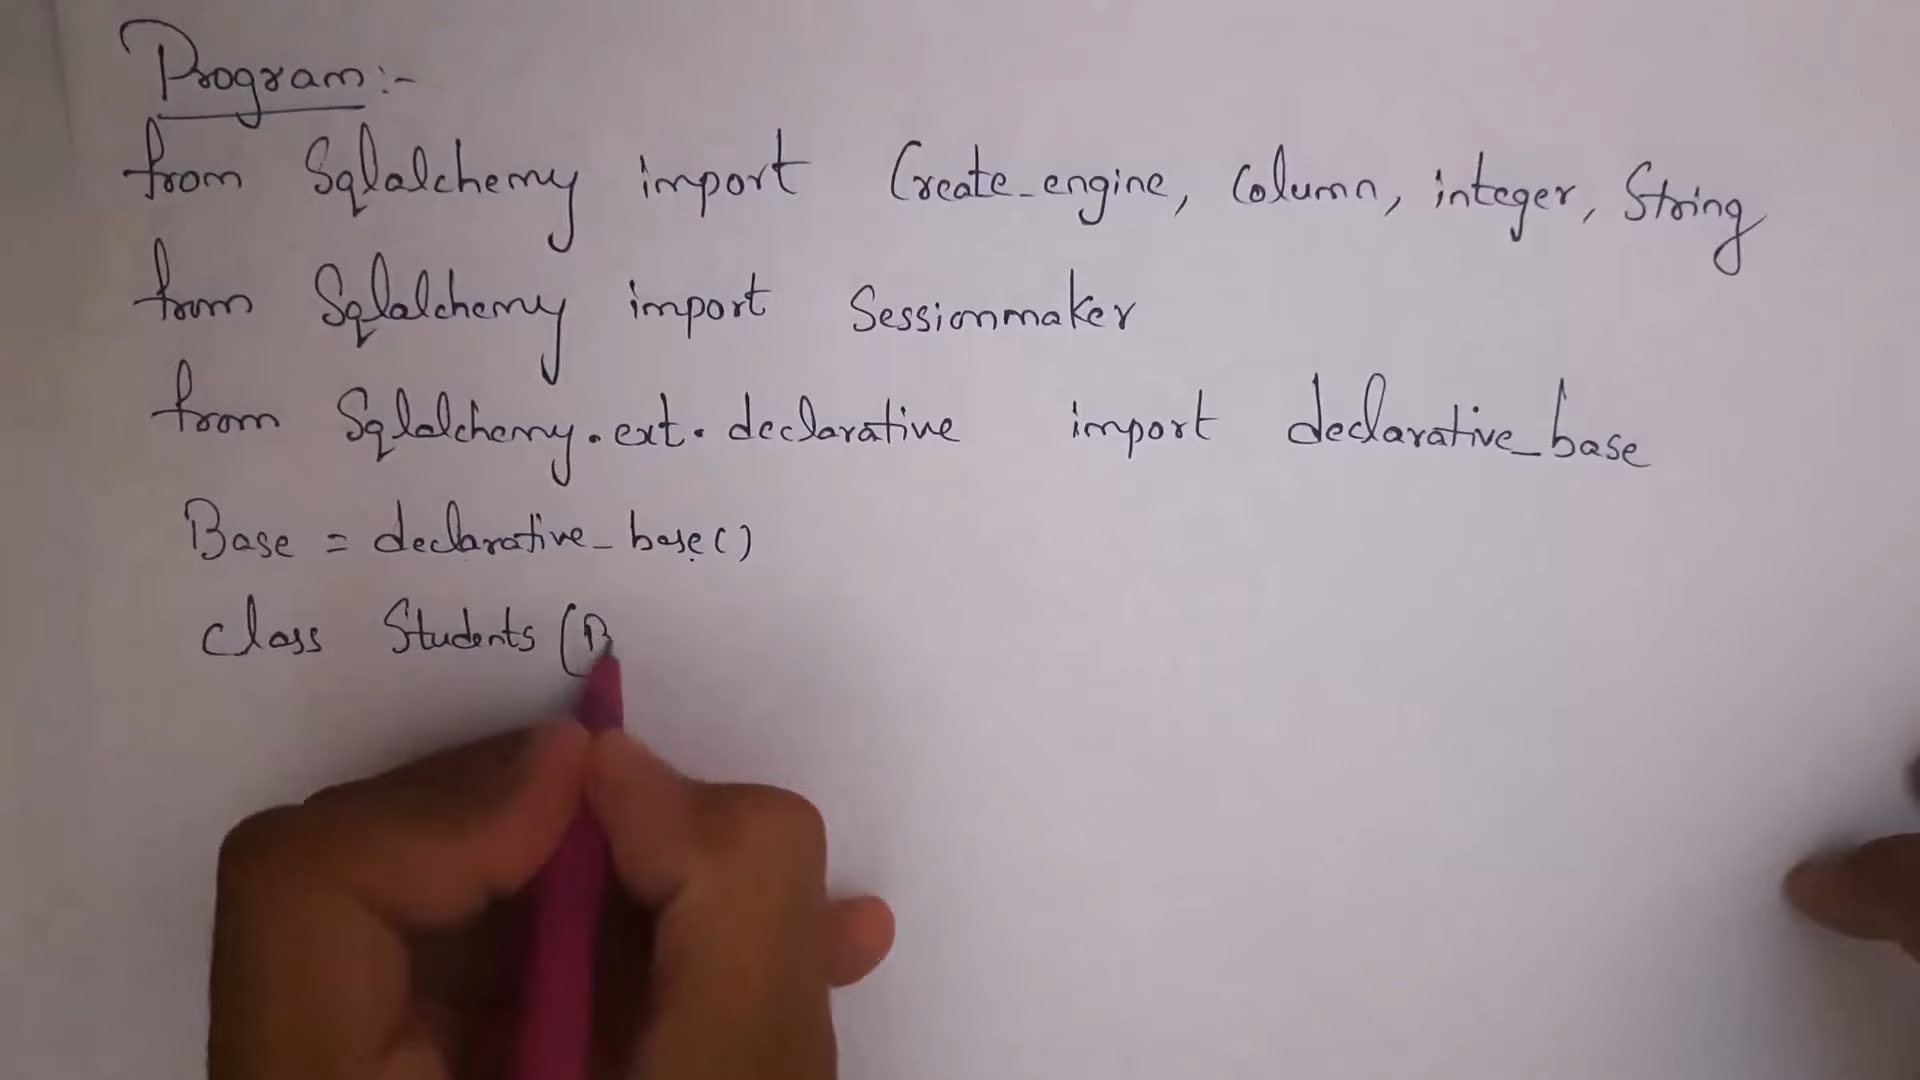 Program:-
from Sqlalchemy import Create_engine, Column, integer, String
from Sqlalchemy import Sessionmaker
from Sqlalchemy.ext.declarative import declarative_base
Base = declarative_base()
class Students (B